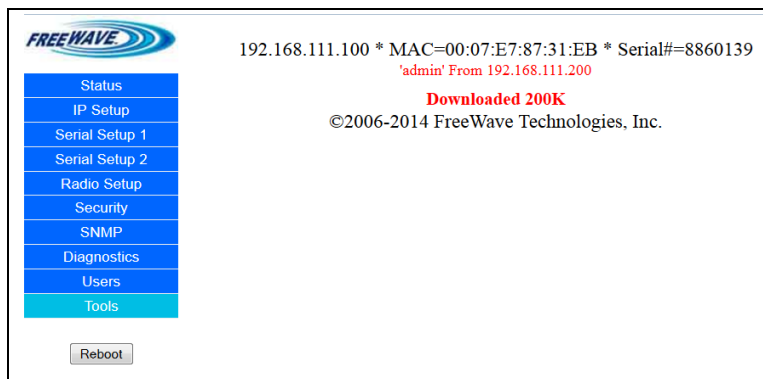 FREEWAVE
192.168.111.100 * MAC=00:07:E7:87:31:EB * Serial#=8860139
'admin' From 192.168.111.200
Downloaded 200K
©2006-2014 FreeWave Technologies, Inc.
Status
IP Setup
Serial Setup 1
Serial Setup 2
Radio Setup
Security
SNMP
Diagnostics
Users
Tools
Reboot